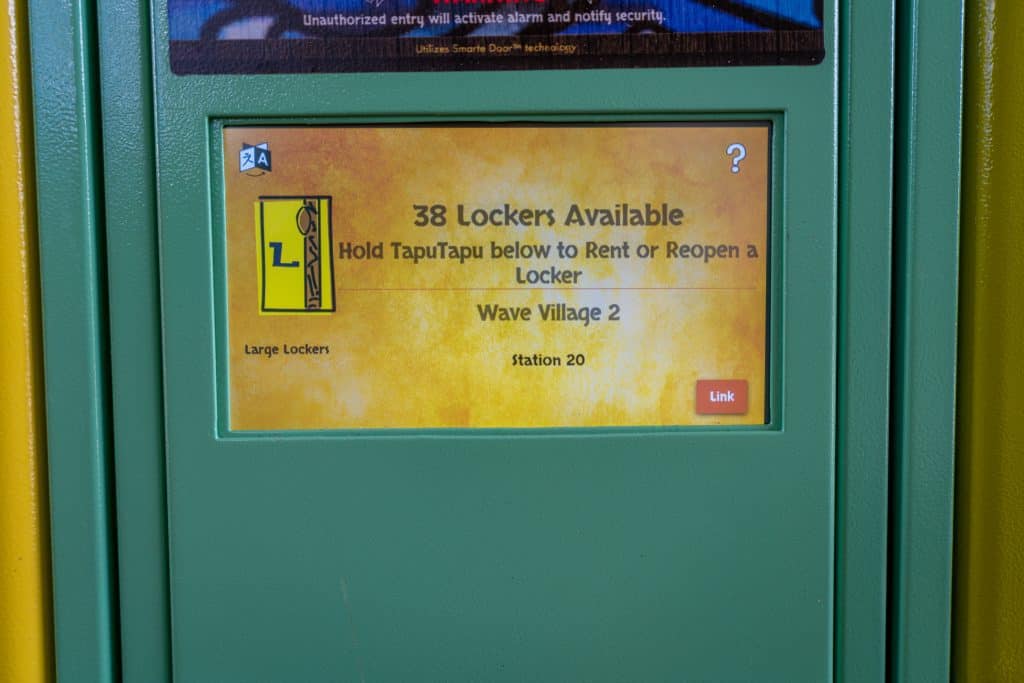 Unauthorized entry will activate alarm and notify security.
Utilizes Smarte Door™ technology
A
?
38 Lockers Available
Hold TapuTapu below to Rent or Reopen a
Locker
L
Wave Village 2
Large Lockers
Station 20
Link